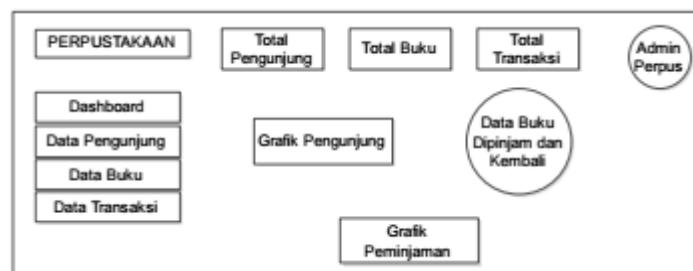 PERPUSTAKAAN
Total
Pengunjung
Total Buku
Total
Transaksi
Admin
Perpus
Dashboard
Data Pengunjung
Data Buku
Data Transaksi
Grafik Pengunjung
Data Buku
Dipinjam dan
Kembali
Grafik
Peminjaman